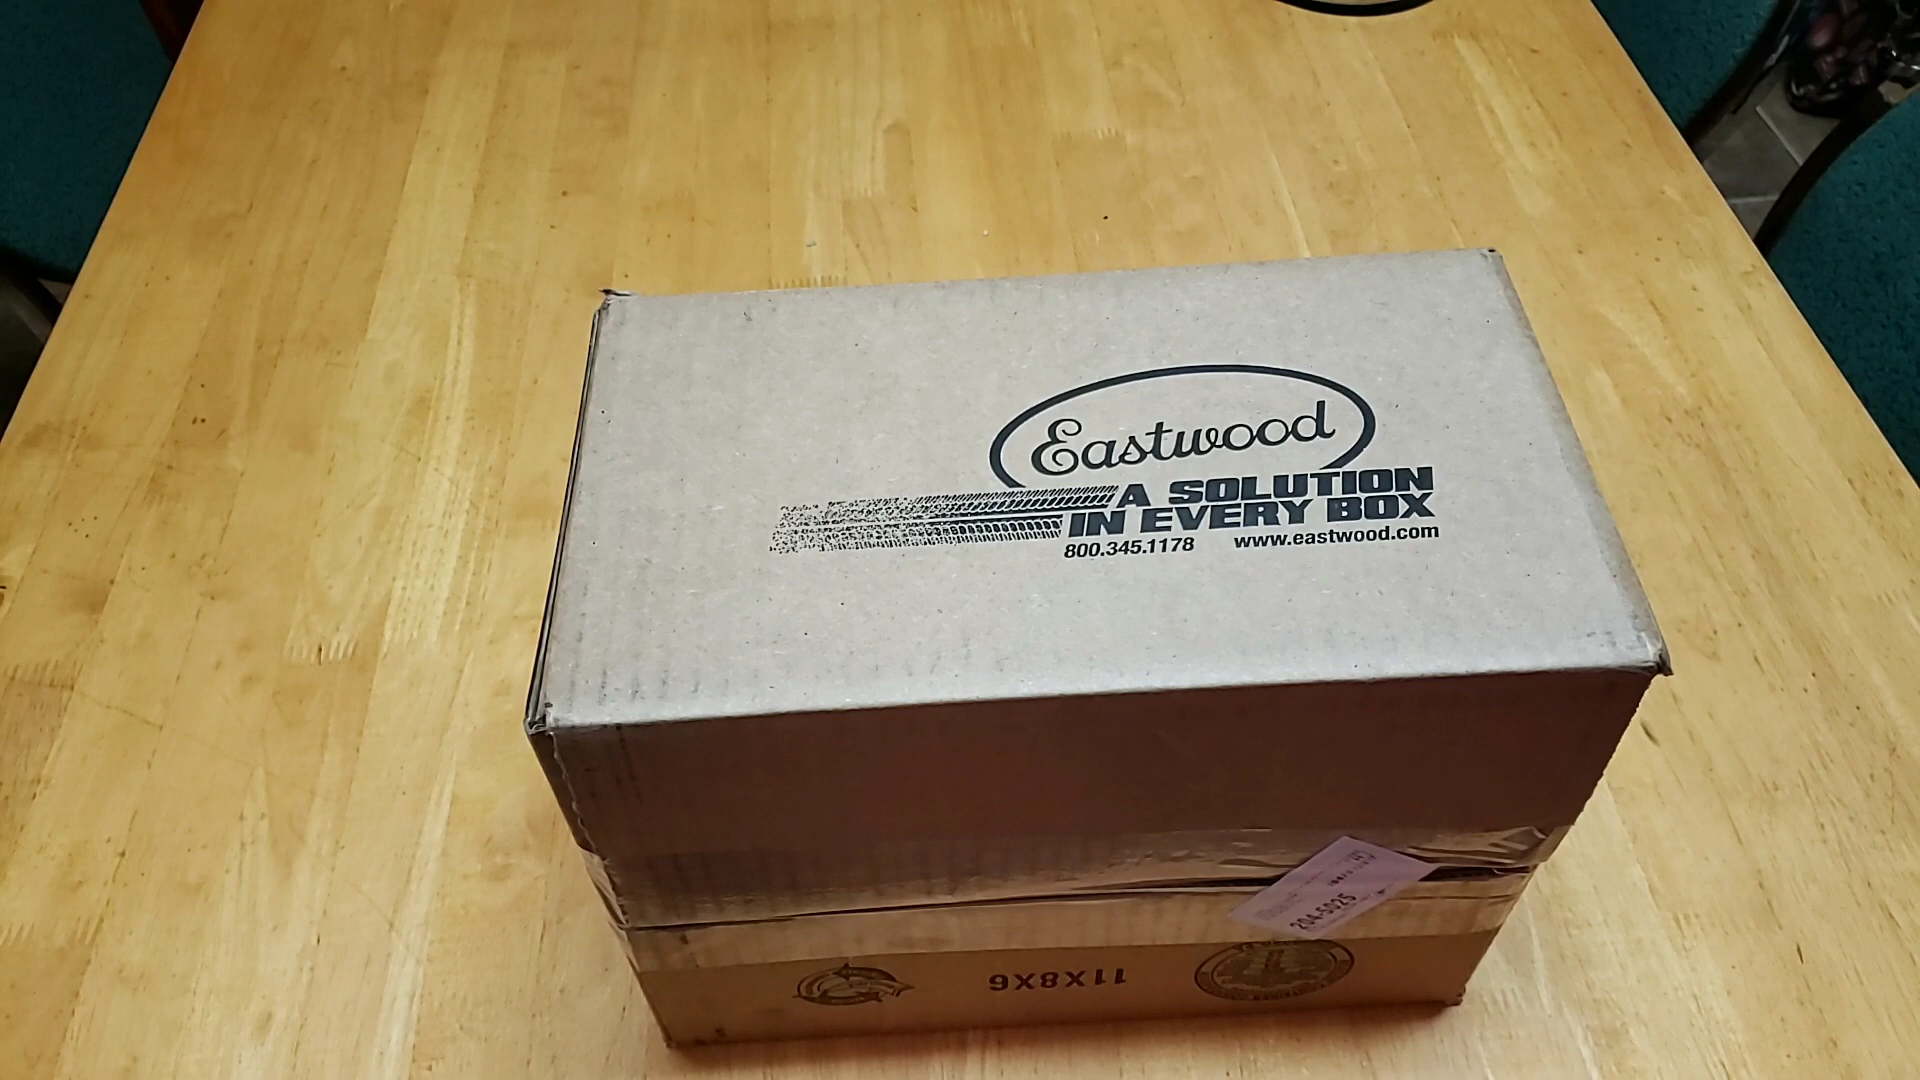 Eastwood
A SOLUTION
IN EVERY BOX
800.345.1178 www.eastwood.com
204-5025
11X8X6